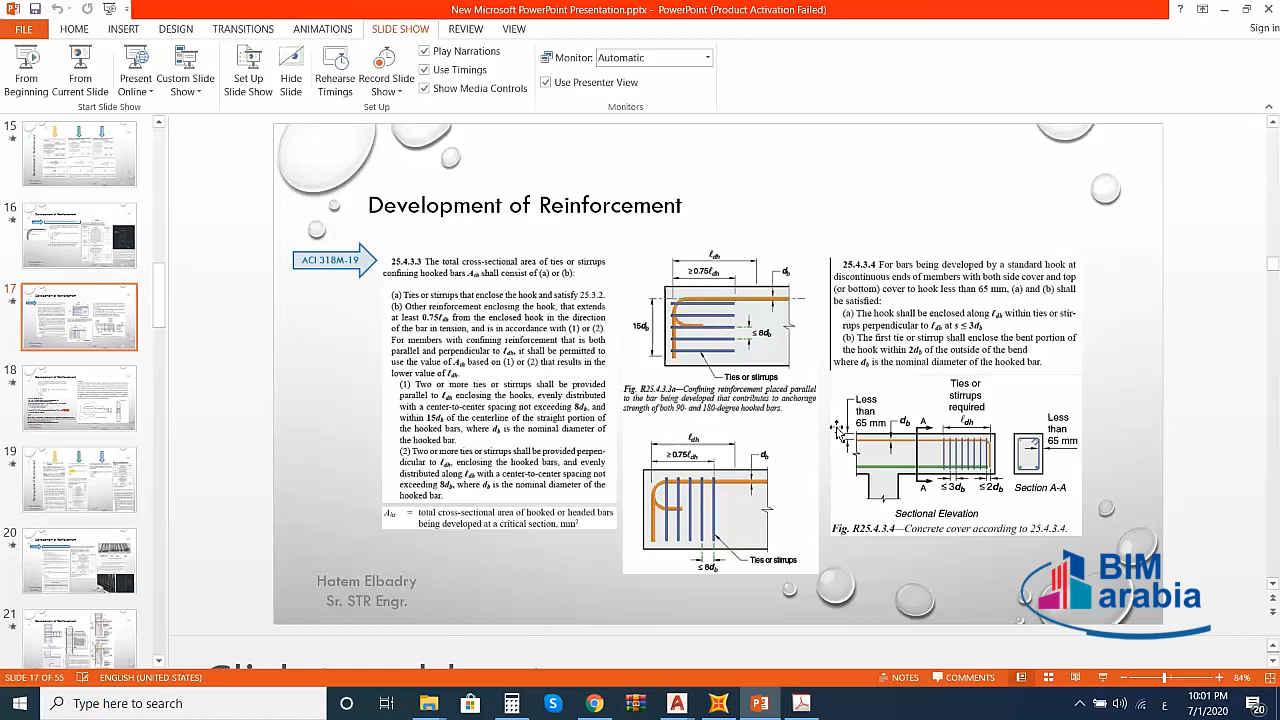 New Microsoft PowerPoint Presentation.pptx - PowerPoint (Product Activation Failed)
FILE HOME INSERT DESIGN TRANSITIONS ANIMATIONS SLIDE SHOW REVIEW VIEW Sign in
From Beginning
From Current Slide
Present Online
Custom Slide Show
Start Slide Show
Set Up Slide Show
Hide Slide
Rehearse Timings
Record Slide Show
Play Narrations
Use Timings
Show Media Controls
Set Up
Monitor: Automatic
Use Presenter View
Monitors
15
16
17
18
19
20
21
Development of Reinforcement
ACI 318M-19
25.4.3.3 The total cross-sectional area of ties or stirrups
confining hooked bars Ath shall consist of (a) or (b):
(a) Ties or stirrups that enclose the hook and satisfy 25.3.2.
(b) Other reinforcement enclosing the hook, that extends
at least 0.75ℓdh from the enclosed hook in the direction
of the bar in tension, and is in accordance with (1) or (2).
For members with confining reinforcement that is both
parallel and perpendicular to ℓdh, it shall be permitted to
use the value of Ath based on (1) or (2) that results in the
lower value of ℓdh.
(1) Two or more ties or stirrups shall be provided
parallel to ℓdh enclosing the hooks, evenly distributed
with a center-to-center spacing not exceeding 8db, and
within 15db of the centerline of the straight portion of
the hooked bars, where db is the nominal diameter of
the hooked bar.
(2) Two or more ties or stirrups shall be provided perpen-
dicular to ℓdh, enclosing the hooked bars, and evenly
distributed along ℓdh with a center-to-center spacing not
exceeding 8db, where db is the nominal diameter of the
hooked bar.
= total cross-sectional area of hooked or headed bars
being developed at a critical section, mm²
ℓdh
≥ 0.75ℓdh
db
15db
≤ 8db
Ties or stirrups
Fig. R25.4.3.3a—Confining reinforcement placed parallel
to the bar being developed that contributes to anchorage
strength of both 90- and 180-degree hooked bars.
ℓdh
≥ 0.75ℓdh
db
≤ 8db
Ties or stirrups
25.4.3.4 For bars being developed by a standard hook at
discontinuous ends of members with both side cover and top
(or bottom) cover to hook less than 65 mm, (a) and (b) shall
be satisfied:
(a) The hook shall be enclosed along ℓdh within ties or stir-
rups perpendicular to ℓdh at s ≤ 3db
(b) The first tie or stirrup shall enclose the bent portion of
the hook within 2db of the outside of the bend
where db is the nominal diameter of the hooked bar.
Ties or
stirrups
required
Less
than
65 mm
db
A
ℓdh
Less
than
65 mm
A
≤ 3db
≤ 2db
Section A-A
Sectional Elevation
Fig. R25.4.3.4—Concrete cover according to 25.4.3.4.
Hatem Elbadry
Sr. STR Engr.
BIM
arabia
SLIDE 17 OF 55 ENGLISH (UNITED STATES) NOTES COMMENTS 84%
Type here to search
ع
10:01 PM
7/1/2020
20